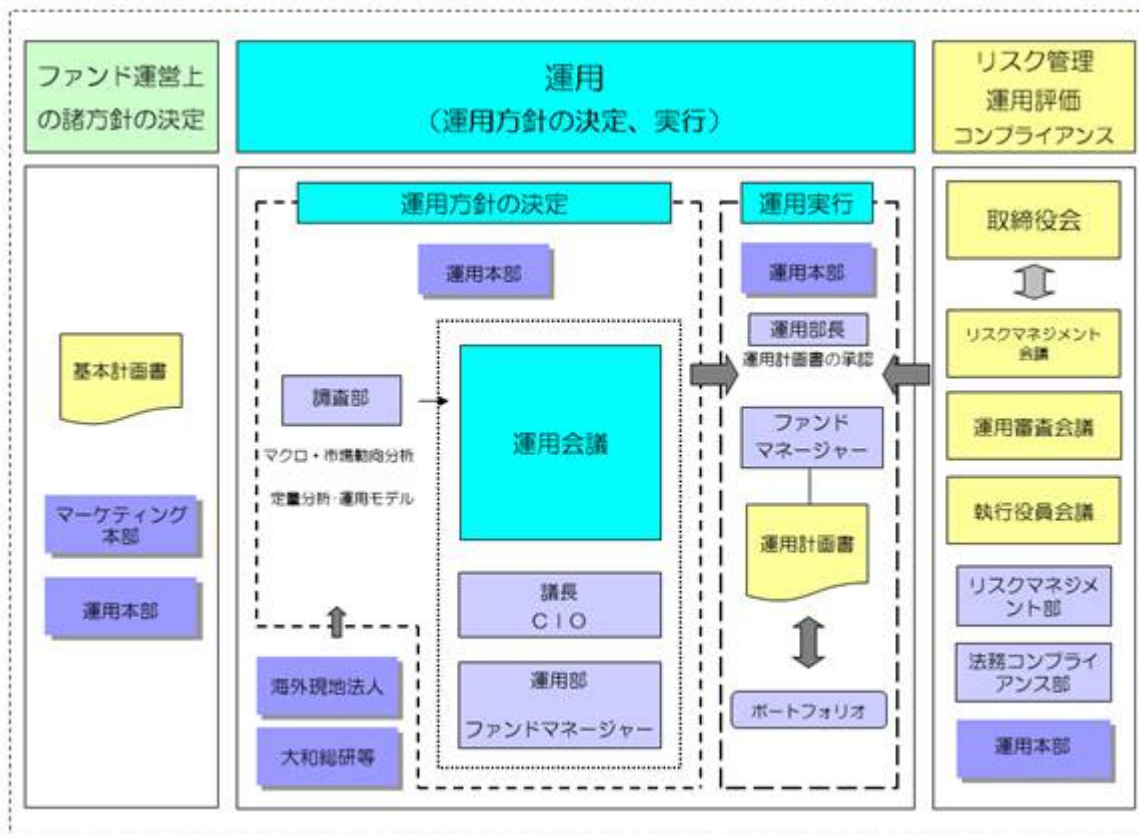 ファンド運営上
の諸方針の決定
基本計画書
マーケティング
本部
運用本部
運用
(運用方針の決定、実行)
運用方針の決定
運用本部
調査部
マクロ・市場動向分析
定量分析・運用モデル
運用会議
議長
CIO
運用部
ファンドマネージャー
海外現地法人
大和総研等
運用実行
運用本部
運用部長
運用計画書の承認
ファンド
マネージャー
運用計画書
ポートフォリオ
リスク管理
運用評価
コンプライアンス
取締役会
リスクマネジメント
会議
運用審査会議
執行役員会議
リスクマネジメ
ント部
法務コンプライ
アンス部
運用本部